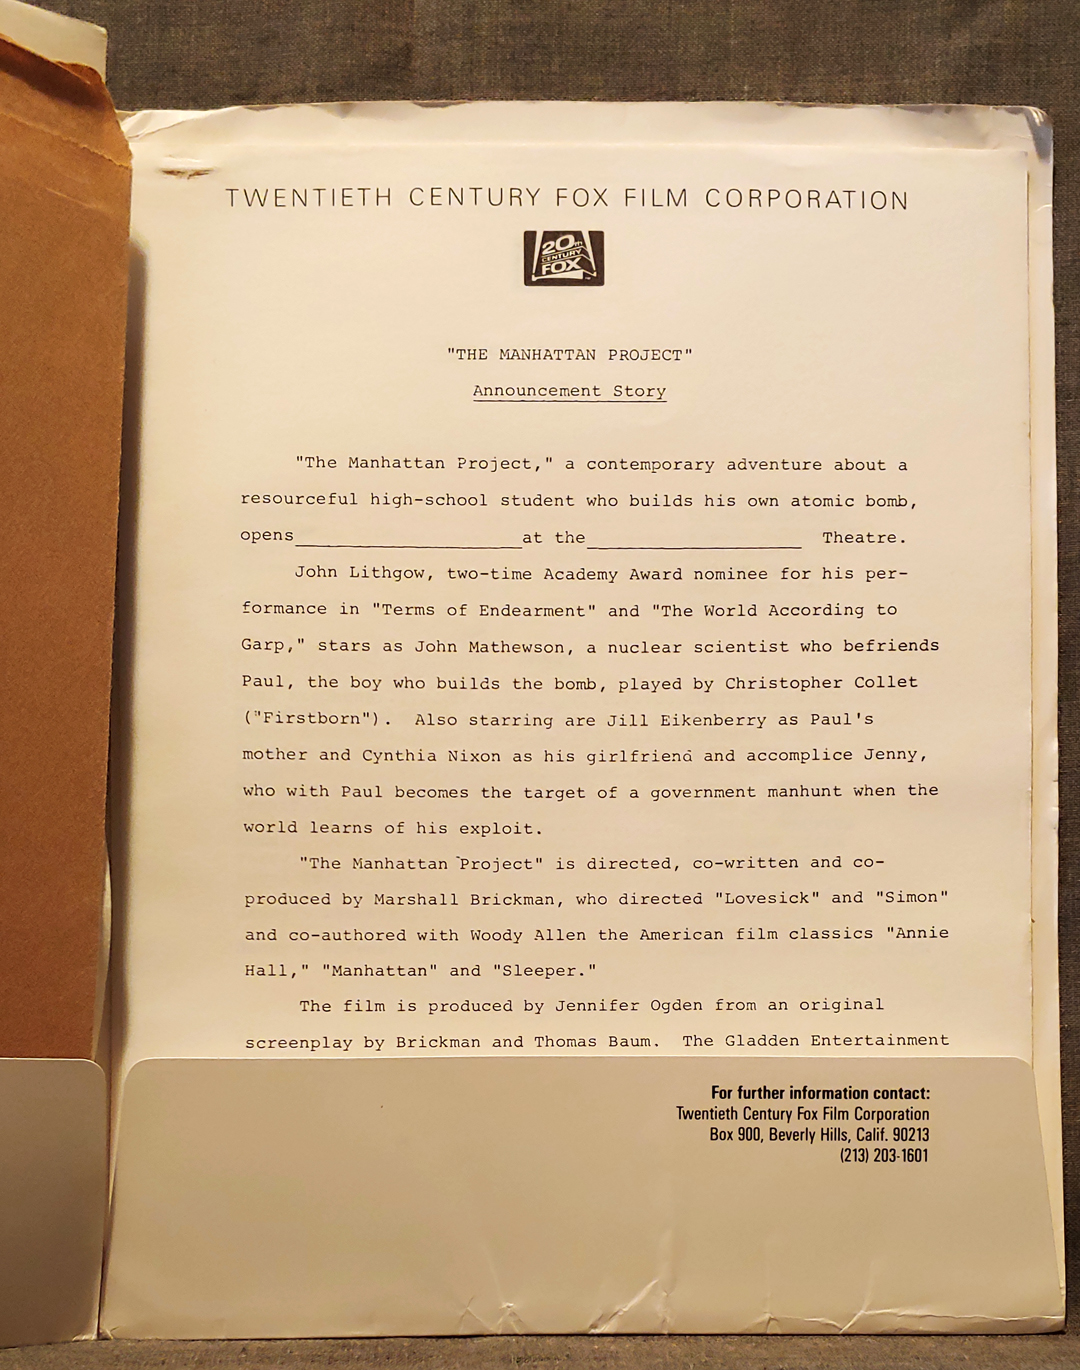 TWENTIETH CENTURY FOX FILM CORPORATION
20th
CENTURY
FOX
"THE MANHATTAN PROJECT"
Announcement Story
"The Manhattan Project," a contemporary adventure about a
resourceful high-school student who builds his own atomic bomb,
opens____________________at the___________________ Theatre.
John Lithgow, two-time Academy Award nominee for his per-
formance in "Terms of Endearment" and "The World According to
Garp," stars as John Mathewson, a nuclear scientist who befriends
Paul, the boy who builds the bomb, played by Christopher Collet
("Firstborn"). Also starring are Jill Eikenberry as Paul's
mother and Cynthia Nixon as his girlfriend and accomplice Jenny,
who with Paul becomes the target of a government manhunt when the
world learns of his exploit.
"The Manhattan Project" is directed, co-written and co-
produced by Marshall Brickman, who directed "Lovesick" and "Simon"
and co-authored with Woody Allen the American film classics "Annie
Hall," "Manhattan" and "Sleeper."
The film is produced by Jennifer Ogden from an original
screenplay by Brickman and Thomas Baum. The Gladden Entertainment
For further information contact:
Twentieth Century Fox Film Corporation
Box 900, Beverly Hills, Calif. 90213
(213) 203-1601